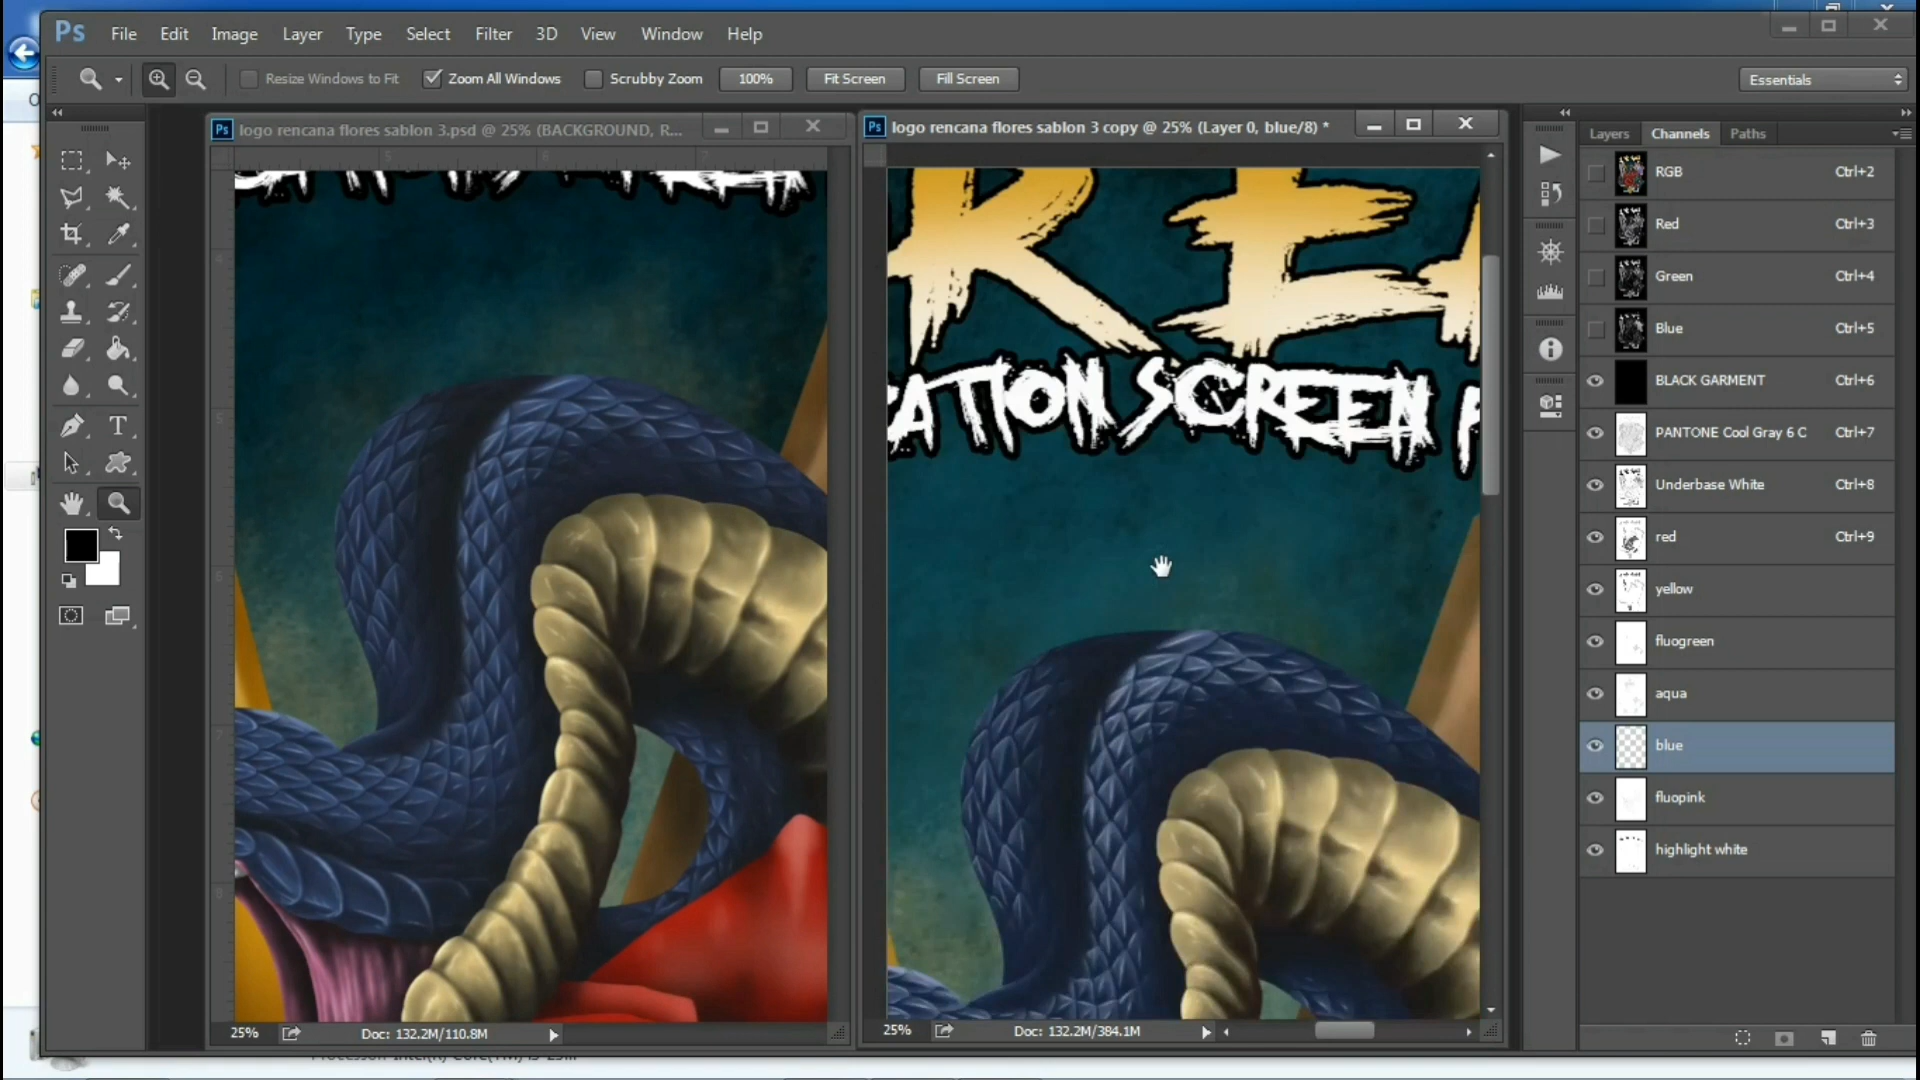 Ps File Edit Image Layer Type Select Filter 3D View Window Help
Resize Windows to Fit Zoom All Windows Scrubby Zoom 100% Fit Screen Fill Screen Essentials
logo rencana flores sablon 3.psd @ 25% (BACKGROUND, R...
logo rencana flores sablon 3 copy @ 25% (Layer 0, blue/8) *
Layers Channels Paths
RGB Ctrl+2
Red Ctrl+3
Green Ctrl+4
Blue Ctrl+5
BLACK GARMENT Ctrl+6
PANTONE Cool Gray 6 C Ctrl+7
Underbase White Ctrl+8
red Ctrl+9
yellow
fluogreen
aqua
blue
fluopink
highlight white
ATION SCREEN
25% Doc: 132.2M/110.8M
25% Doc: 132.2M/384.1M